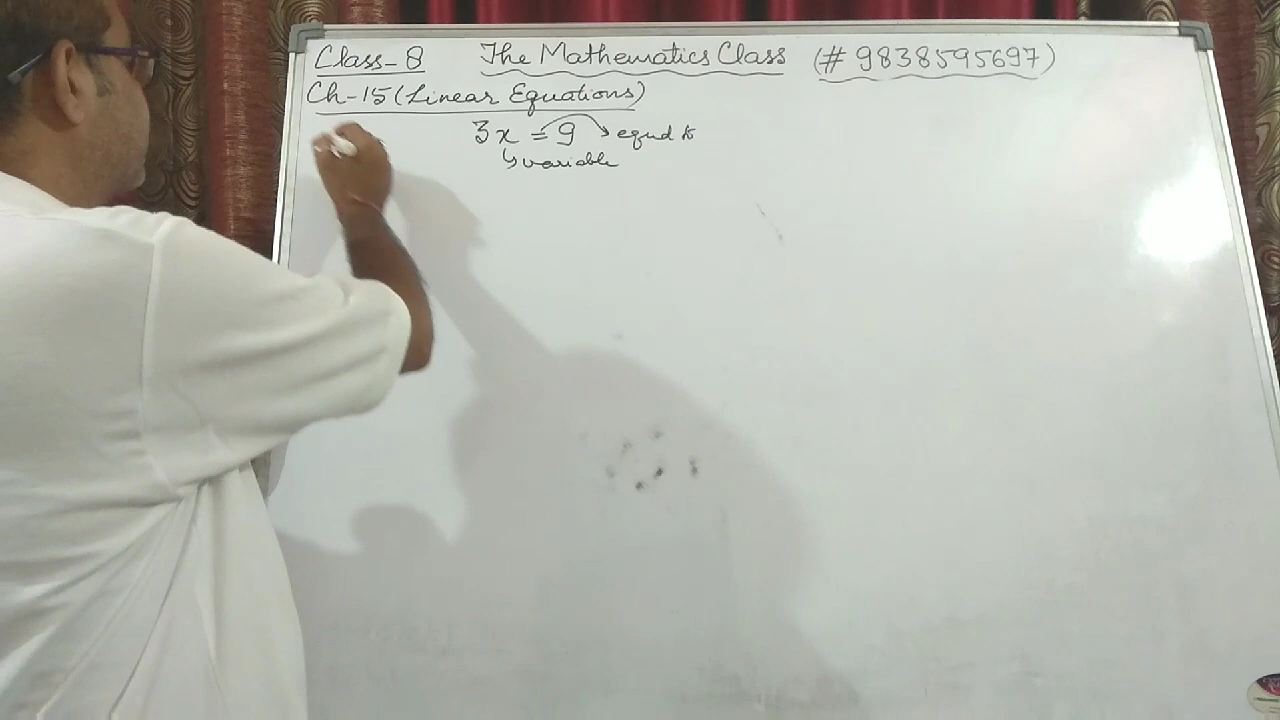 Class-8 The Mathematics Class (# 9838595697)
Ch-15 (Linear Equations)
3x = 9 → equal to
↳ variable